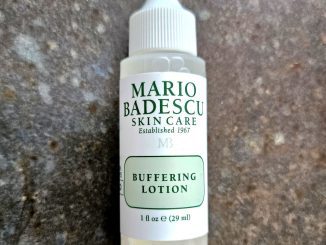 MARIO
BADESCU
SKIN CARE
Established 1967
MB
BUFFERING
LOTION
1 fl oz ℮ (29 ml)